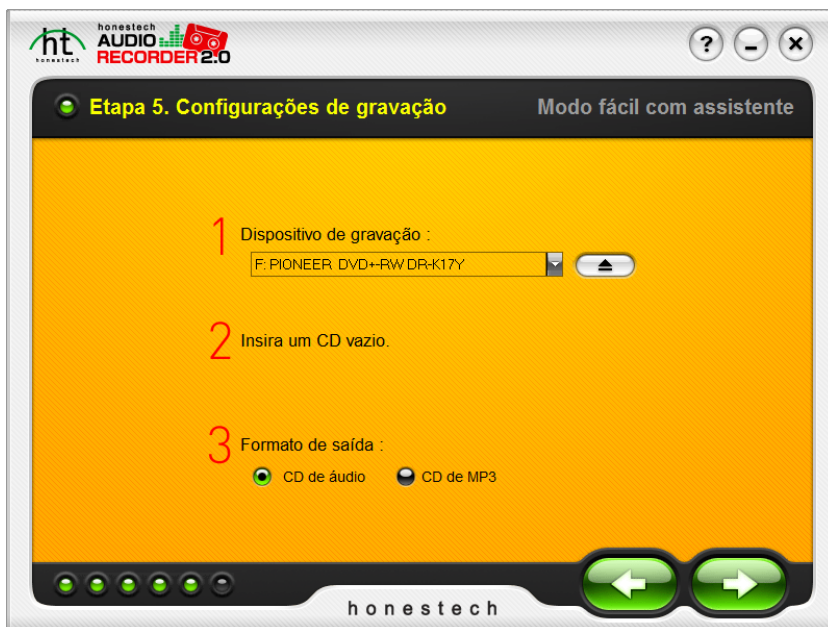 ht
honestech
honestech
AUDIO
RECORDER 2.0
?
Etapa 5. Configurações de gravação
Modo fácil com assistente
1
Dispositivo de gravação :
F: PIONEER DVD+-RW DR-K17Y
2
Insira um CD vazio.
3
Formato de saída :
CD de áudio
CD de MP3
honestech